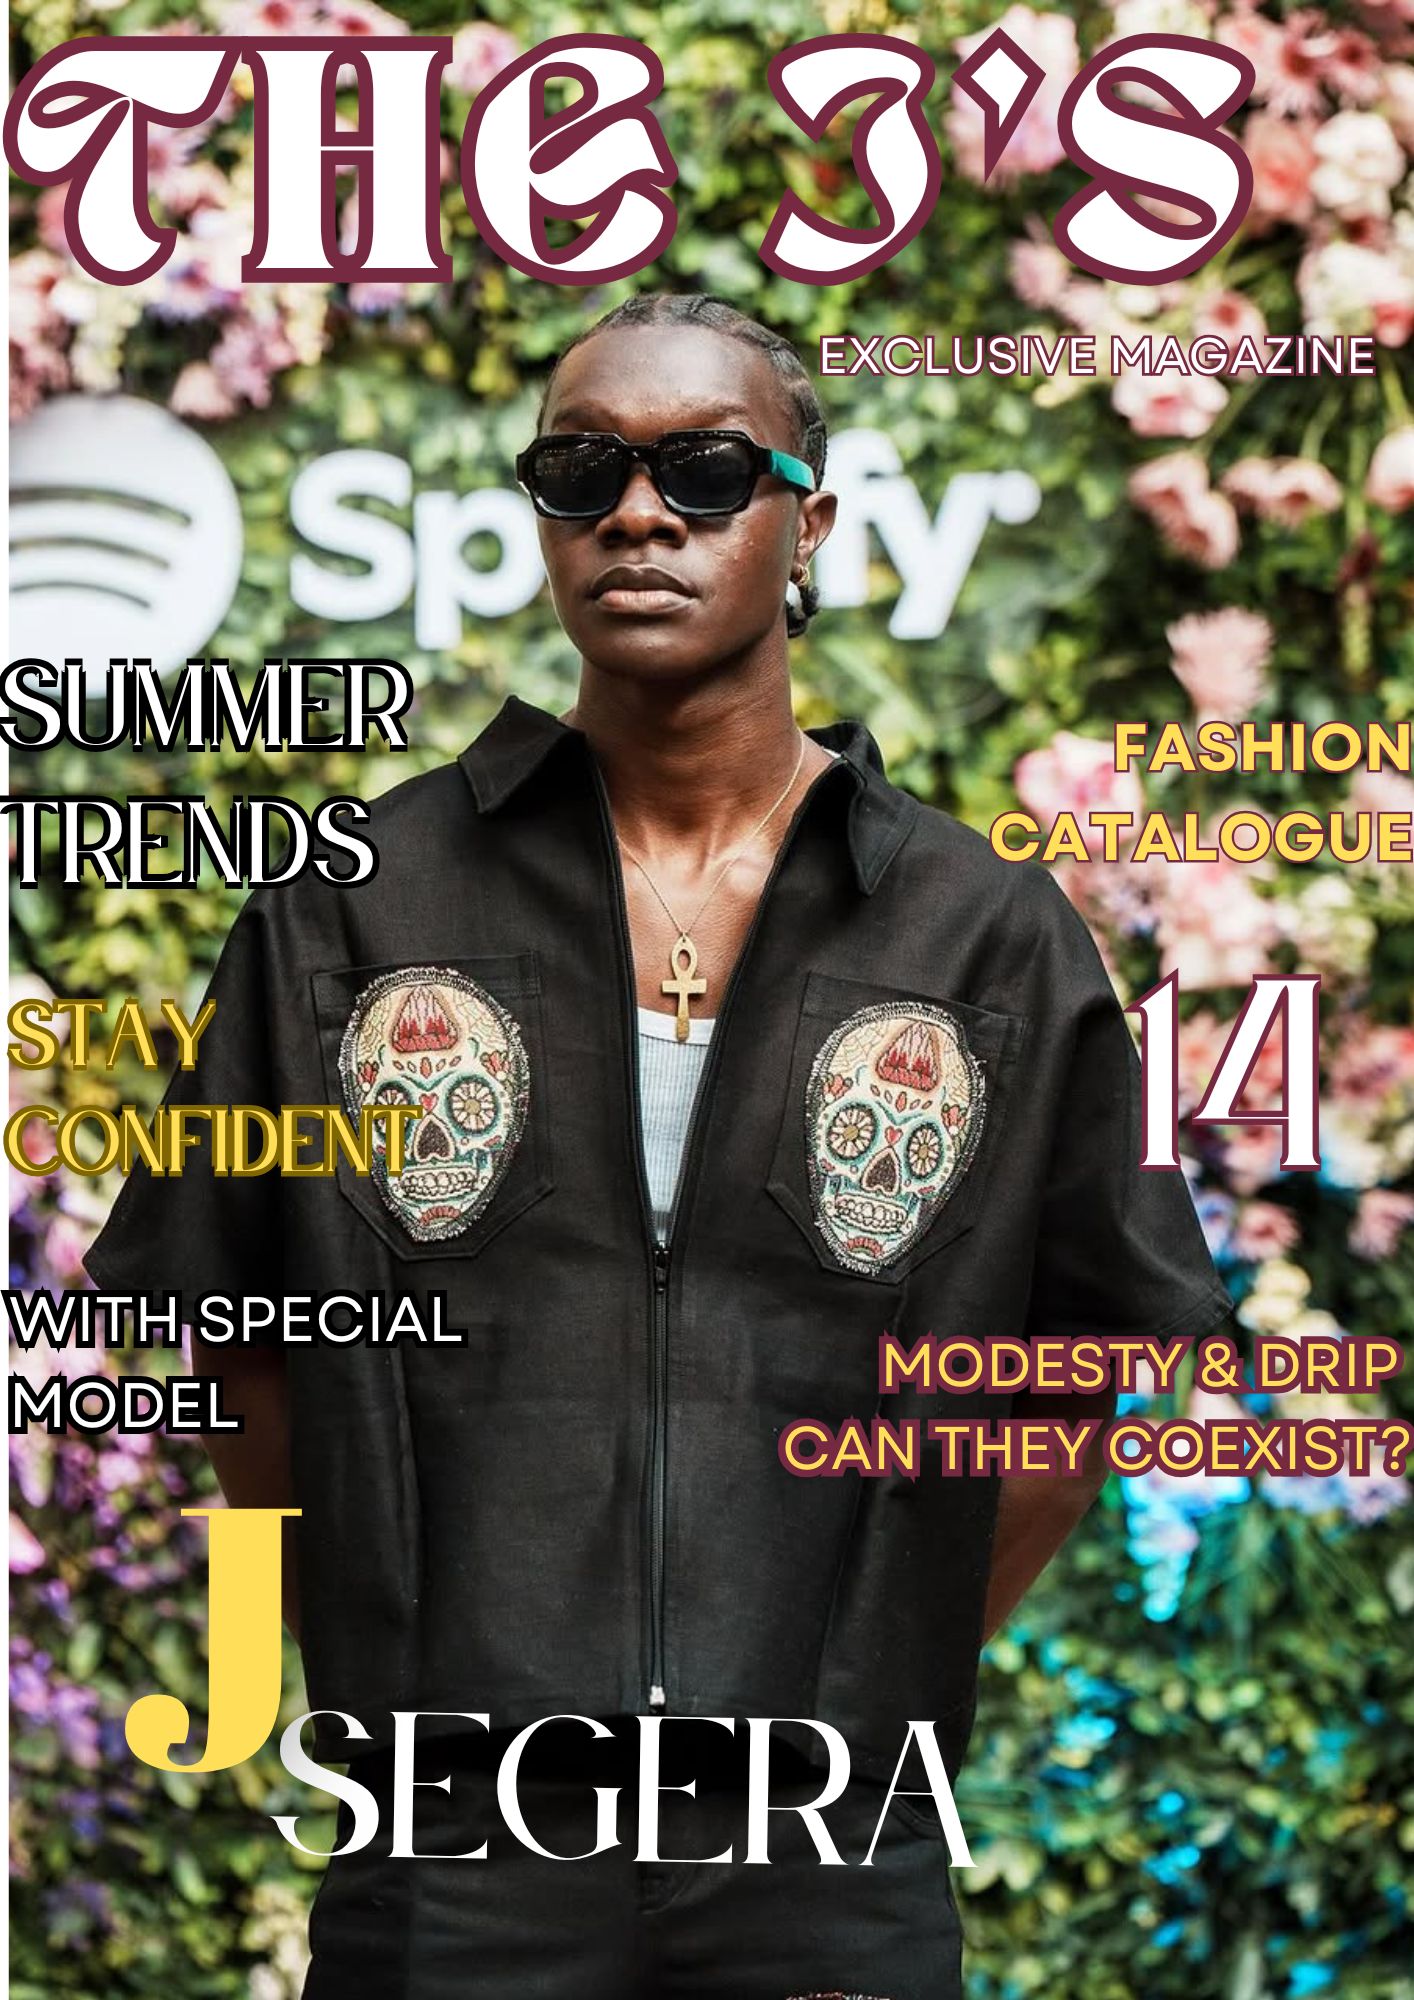 THE J'S
EXCLUSIVE MAGAZINE
Spotify
SUMMER
TRENDS
FASHION
CATALOGUE
STAY
CONFIDENT
14
WITH SPECIAL
MODEL
MODESTY & DRIP
CAN THEY COEXIST?
J
SEGERA